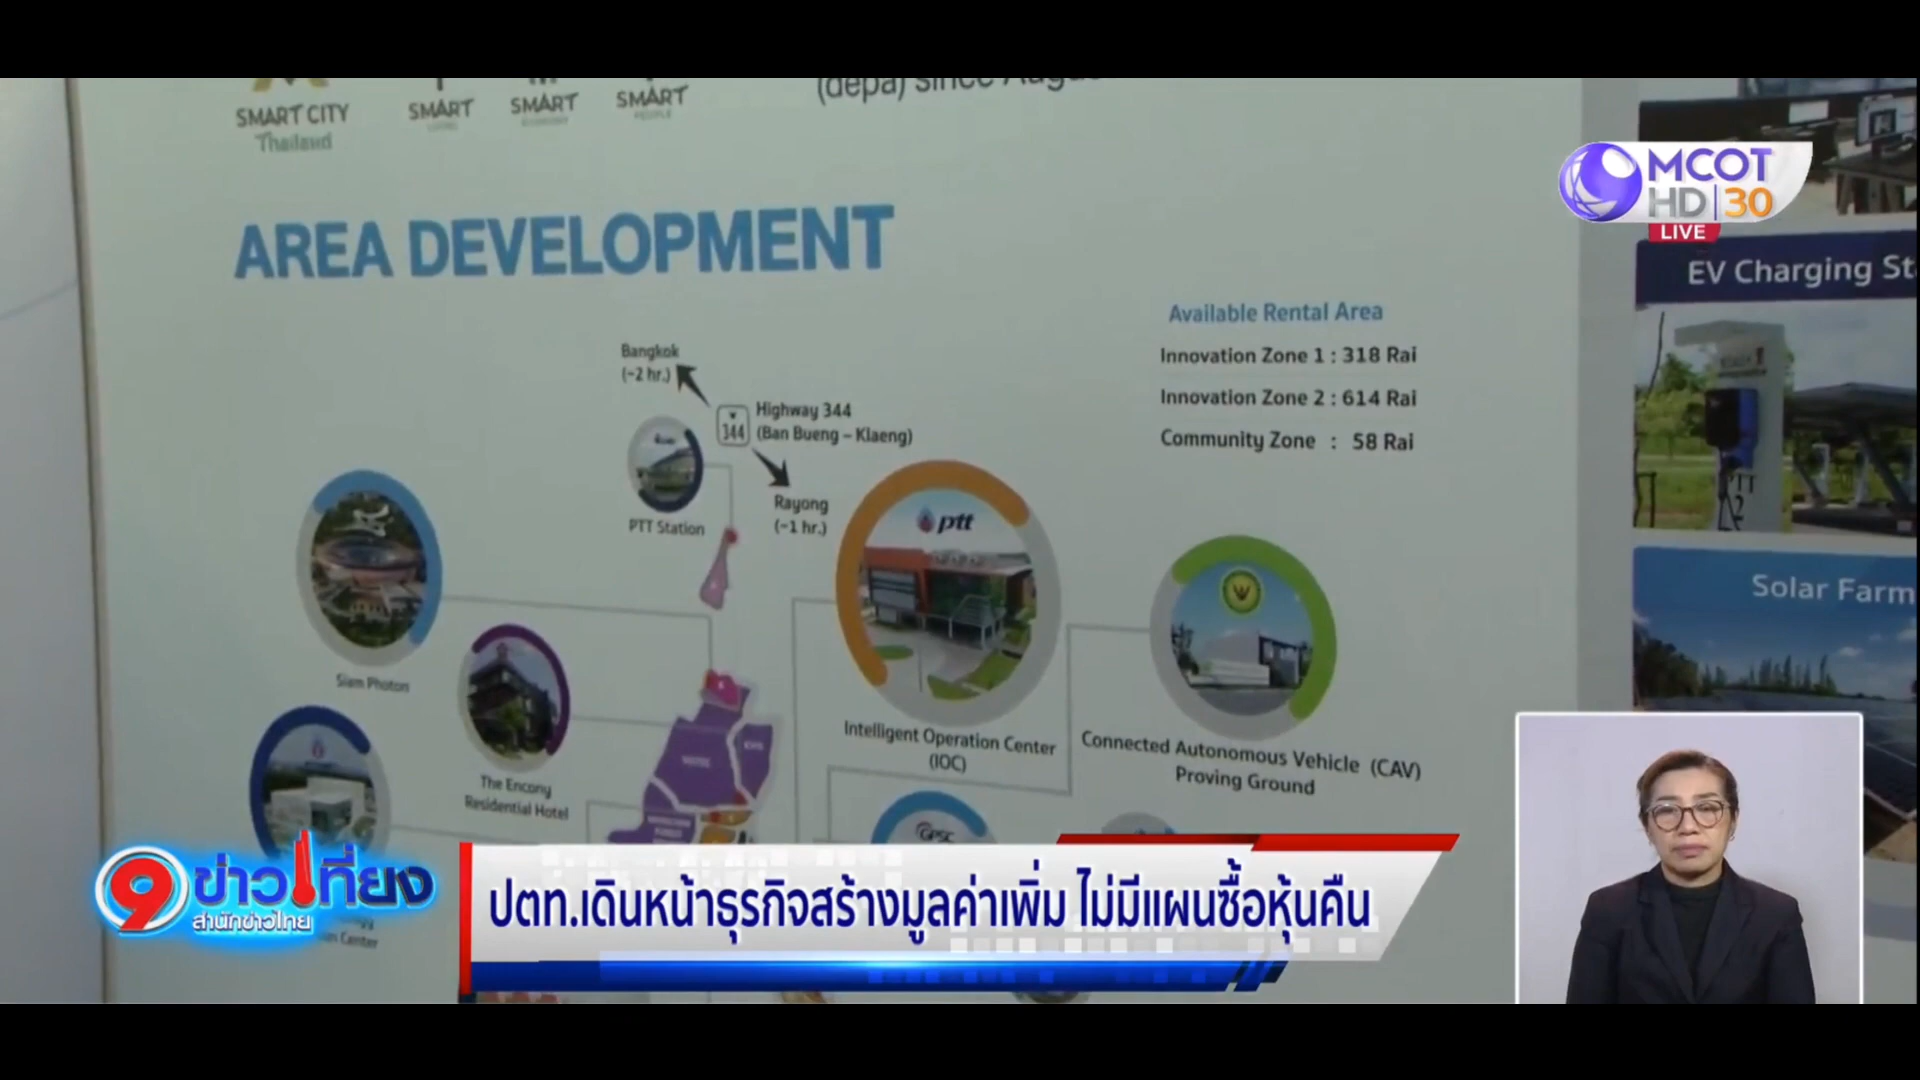 (depa) since
SMART CITY
Thailand
SMART
SMART
SMART
PEOPLE
AREA DEVELOPMENT
MCOT
HD 30
LIVE
EV Charging St
Available Rental Area
Innovation Zone 1 : 318 Rai
Innovation Zone 2 : 614 Rai
Community Zone : 58 Rai
Bangkok
(~2 hr.)
344
Highway 344
(Ban Bueng – Klaeng)
Rayong
(~1 hr.)
PTT Station
ptt
Solar Farm
Siam Photon
Intelligent Operation Center
(IOC)
Connected Autonomous Vehicle (CAV)
Proving Ground
The Encony
Residential Hotel
GPSC
9 ข่าวเที่ยง
สำนักข่าวไทย
ปตท.เดินหน้าธุรกิจสร้างมูลค่าเพิ่ม ไม่มีแผนซื้อหุ้นคืน
Center